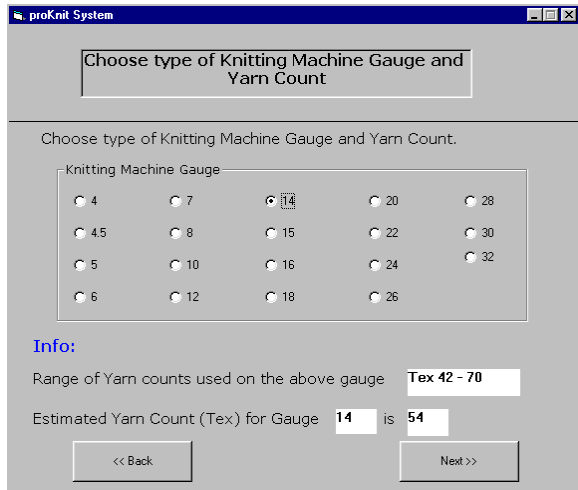 proKnit System
Choose type of Knitting Machine Gauge and
Yarn Count
Choose type of Knitting Machine Gauge and Yarn Count.
Knitting Machine Gauge
4 7 14 20 28
4.5 8 15 22 30
5 10 16 24 32
6 12 18 26
Info:
Range of Yarn counts used on the above gauge Tex 42 - 70
Estimated Yarn Count (Tex) for Gauge 14 is 54
<< Back Next >>